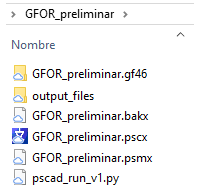 GFOR_preliminar
Nombre
GFOR_preliminar.gf46
output_files
GFOR_preliminar.bakx
GFOR_preliminar.pscx
GFOR_preliminar.psmx
pscad_run_v1.py